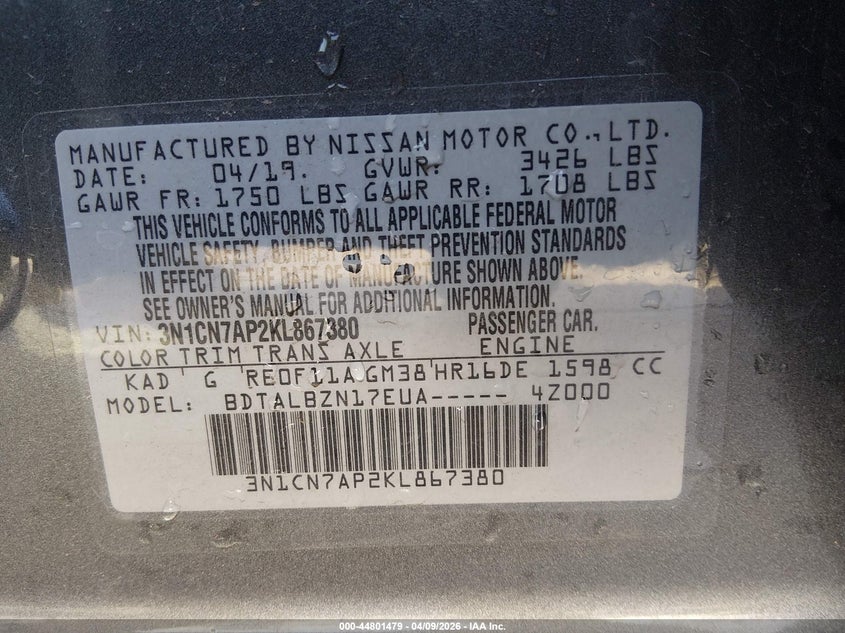 MANUFACTURED BY NISSAN MOTOR CO., LTD.
DATE: 04/19. GVWR: 3426 LBS
GAWR FR: 1750 LBS GAWR RR: 1708 LBS
THIS VEHICLE CONFORMS TO ALL APPLICABLE FEDERAL MOTOR
VEHICLE SAFETY, BUMPER AND THEFT PREVENTION STANDARDS
IN EFFECT ON THE DATE OF MANUFACTURE SHOWN ABOVE.
SEE OWNER'S MANUAL FOR ADDITIONAL INFORMATION.
VIN: 3N1CN7AP2KL867380 PASSENGER CAR.
COLOR TRIM TRANS AXLE ENGINE
KAD G RE0F11A GM38 HR16DE 1598 CC
MODEL: BDTALBZN17EUA----- 4Z000
3N1CN7AP2KL867380
000-44801479 | 04/09/2026 - IAA Inc.